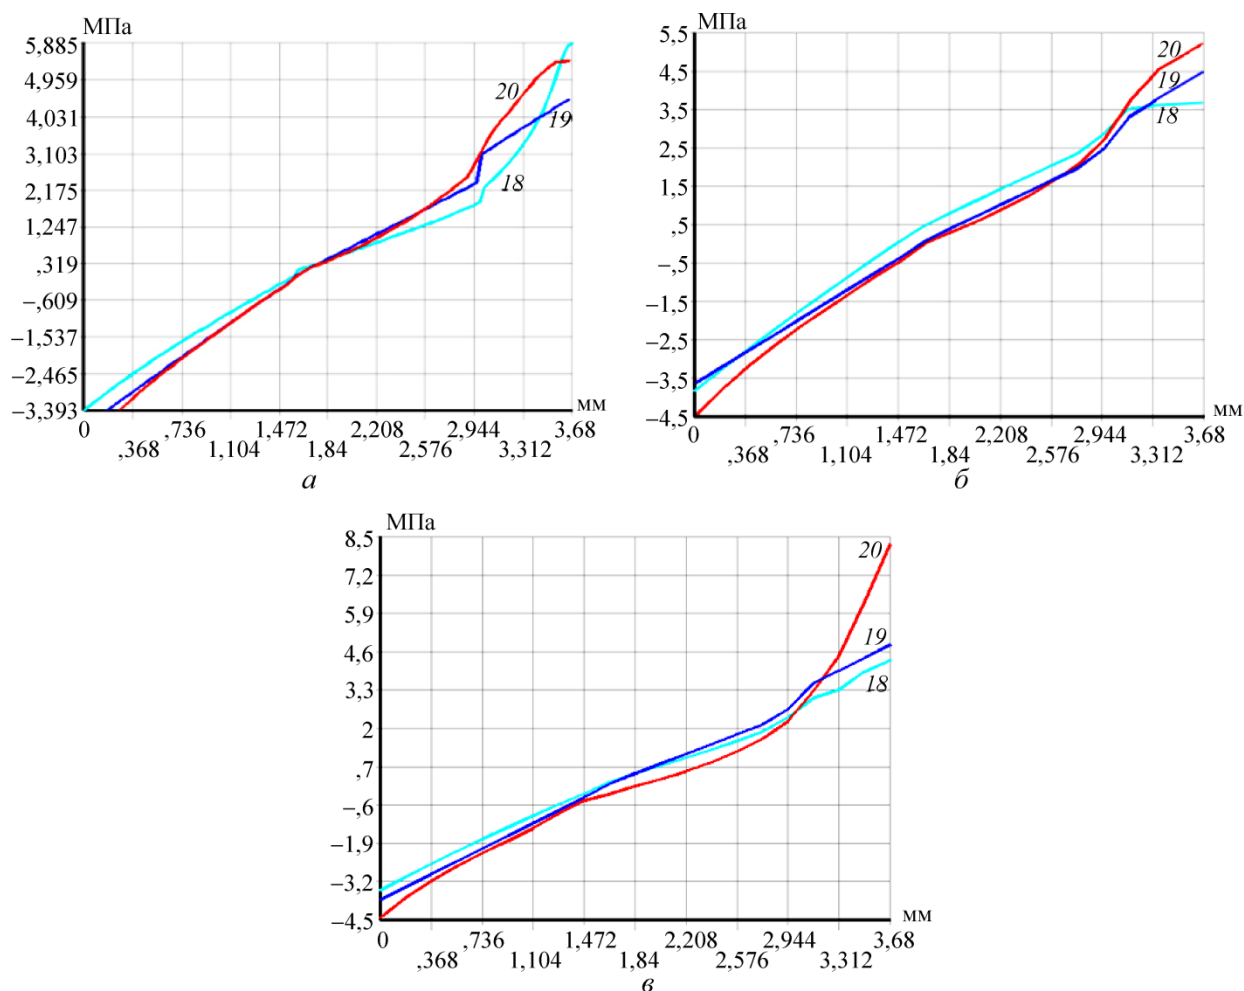 МПа
5,885
4,959
4,031
3,103
2,175
1,247
,319
–,609
–1,537
–2,465
–3,393
20
19
18
мм
0 ,736 1,472 2,208 2,944 3,68
,368 1,104 1,84 2,576 3,312
а
МПа
5,5
4,5
3,5
2,5
1,5
,5
–,5
–1,5
–2,5
–3,5
–4,5
20
19
18
мм
0 ,736 1,472 2,208 2,944 3,68
,368 1,104 1,84 2,576 3,312
б
МПа
8,5
7,2
5,9
4,6
3,3
2
,7
–,6
–1,9
–3,2
–4,5
20
19
18
мм
0 ,736 1,472 2,208 2,944 3,68
,368 1,104 1,84 2,576 3,312
в